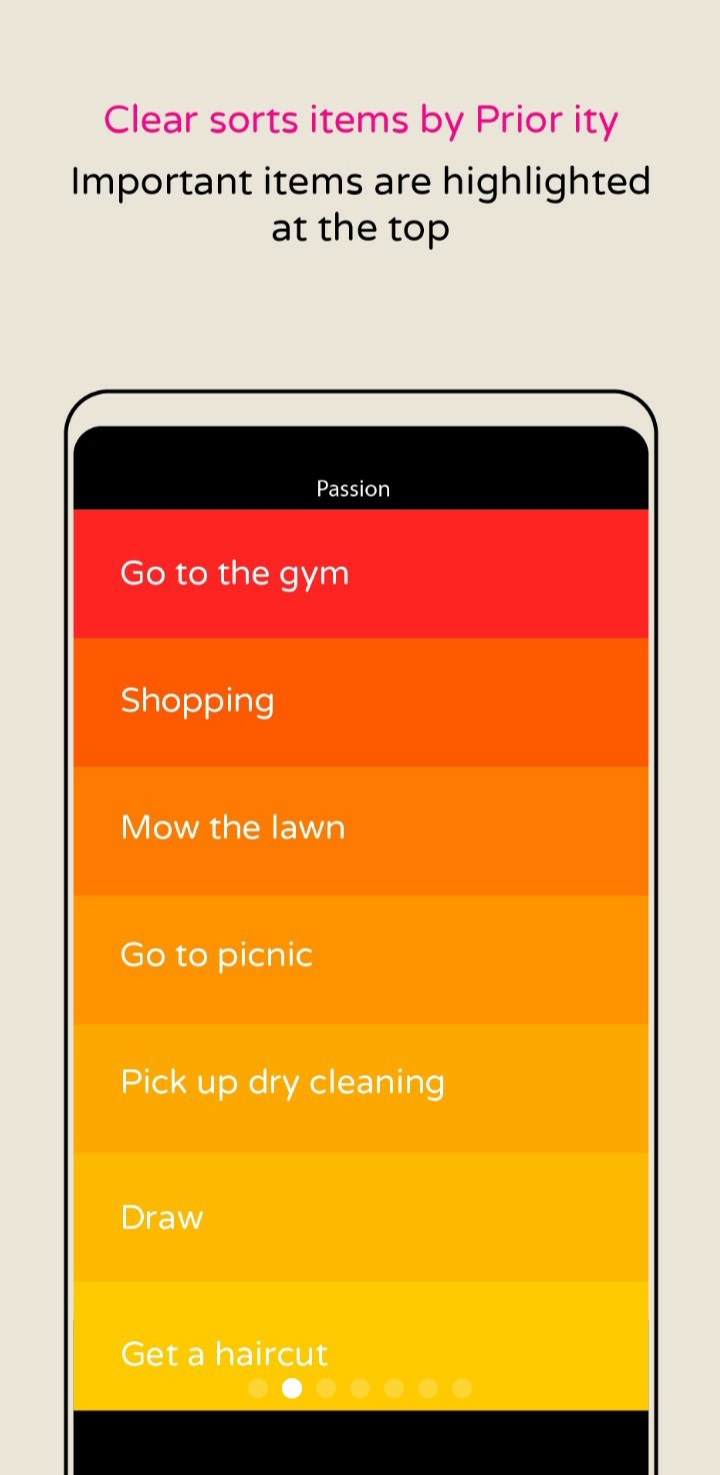 Clear sorts items by Prior ity
Important items are highlighted
at the top
Passion
Go to the gym
Shopping
Mow the lawn
Go to picnic
Pick up dry cleaning
Draw
Get a haircut